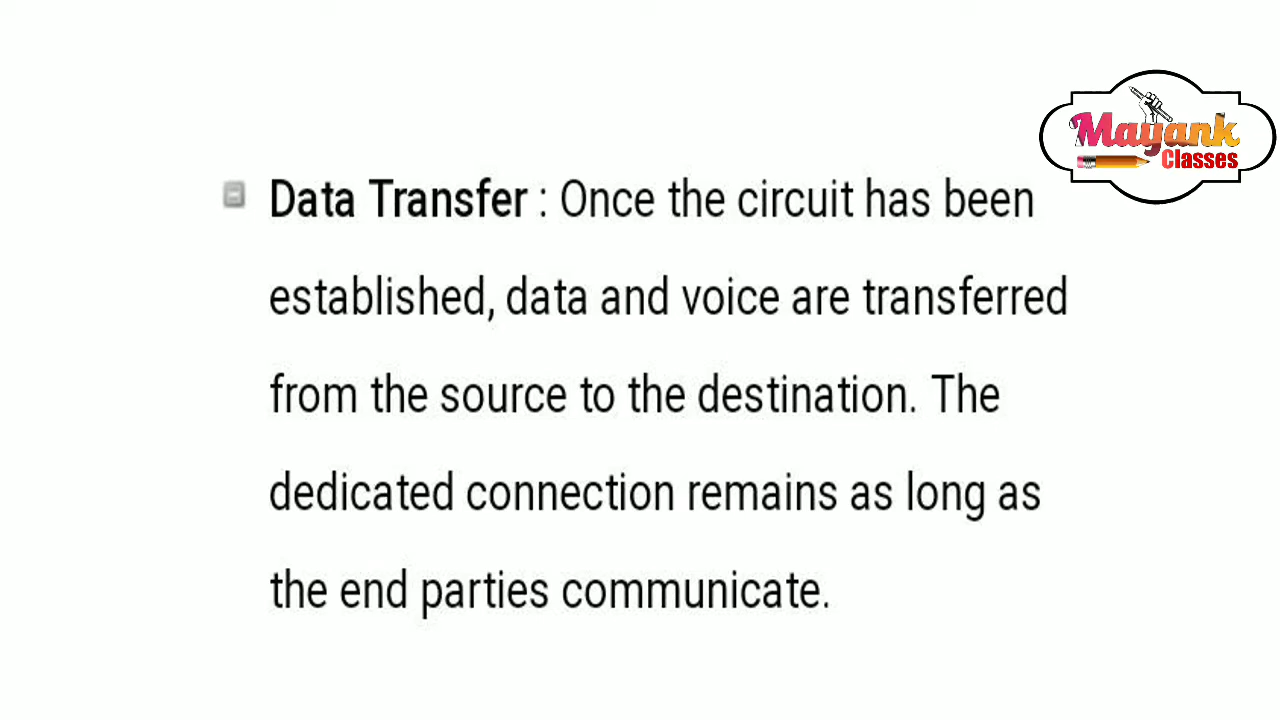 Mayank
Classes
Data Transfer : Once the circuit has been
established, data and voice are transferred
from the source to the destination. The
dedicated connection remains as long as
the end parties communicate.